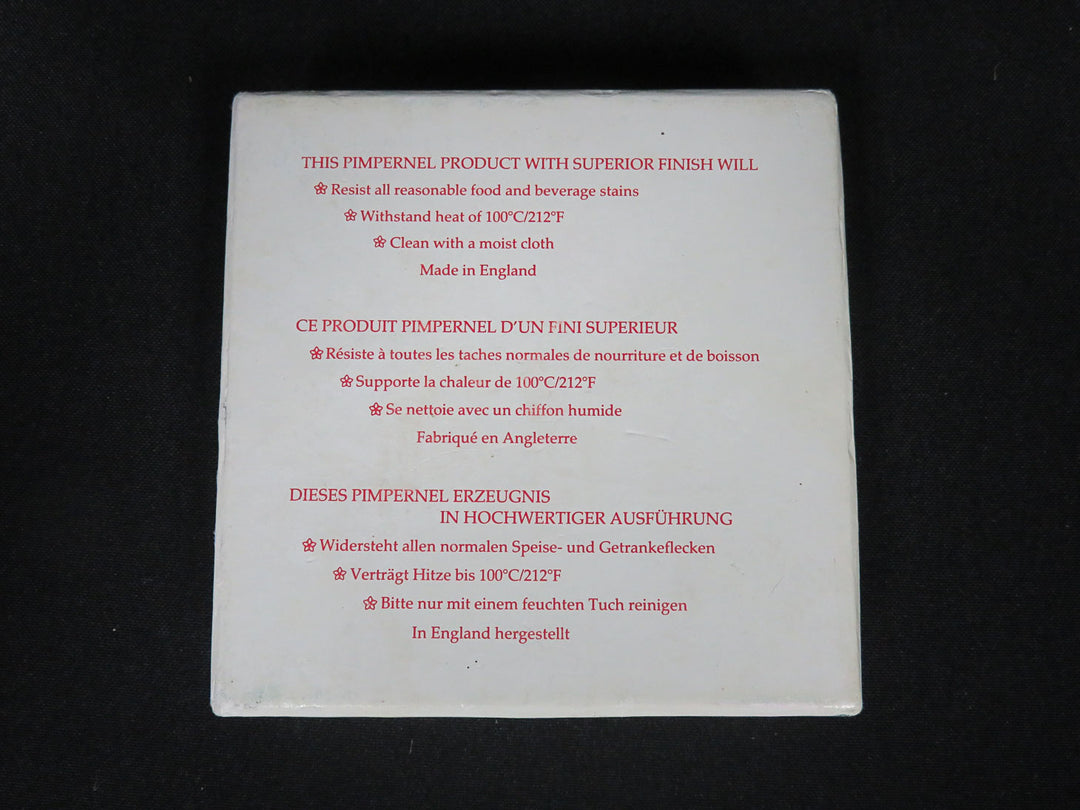 THIS PIMPERNEL PRODUCT WITH SUPERIOR FINISH WILL
Resist all reasonable food and beverage stains
Withstand heat of 100°C/212°F
Clean with a moist cloth
Made in England
CE PRODUIT PIMPERNEL D'UN FINI SUPERIEUR
Résiste à toutes les taches normales de nourriture et de boisson
Supporte la chaleur de 100°C/212°F
Se nettoie avec un chiffon humide
Fabriqué en Angleterre
DIESES PIMPERNEL ERZEUGNIS
IN HOCHWERTIGER AUSFÜHRUNG
Widersteht allen normalen Speise- und Getrankeflecken
Verträgt Hitze bis 100°C/212°F
Bitte nur mit einem feuchten Tuch reinigen
In England hergestellt